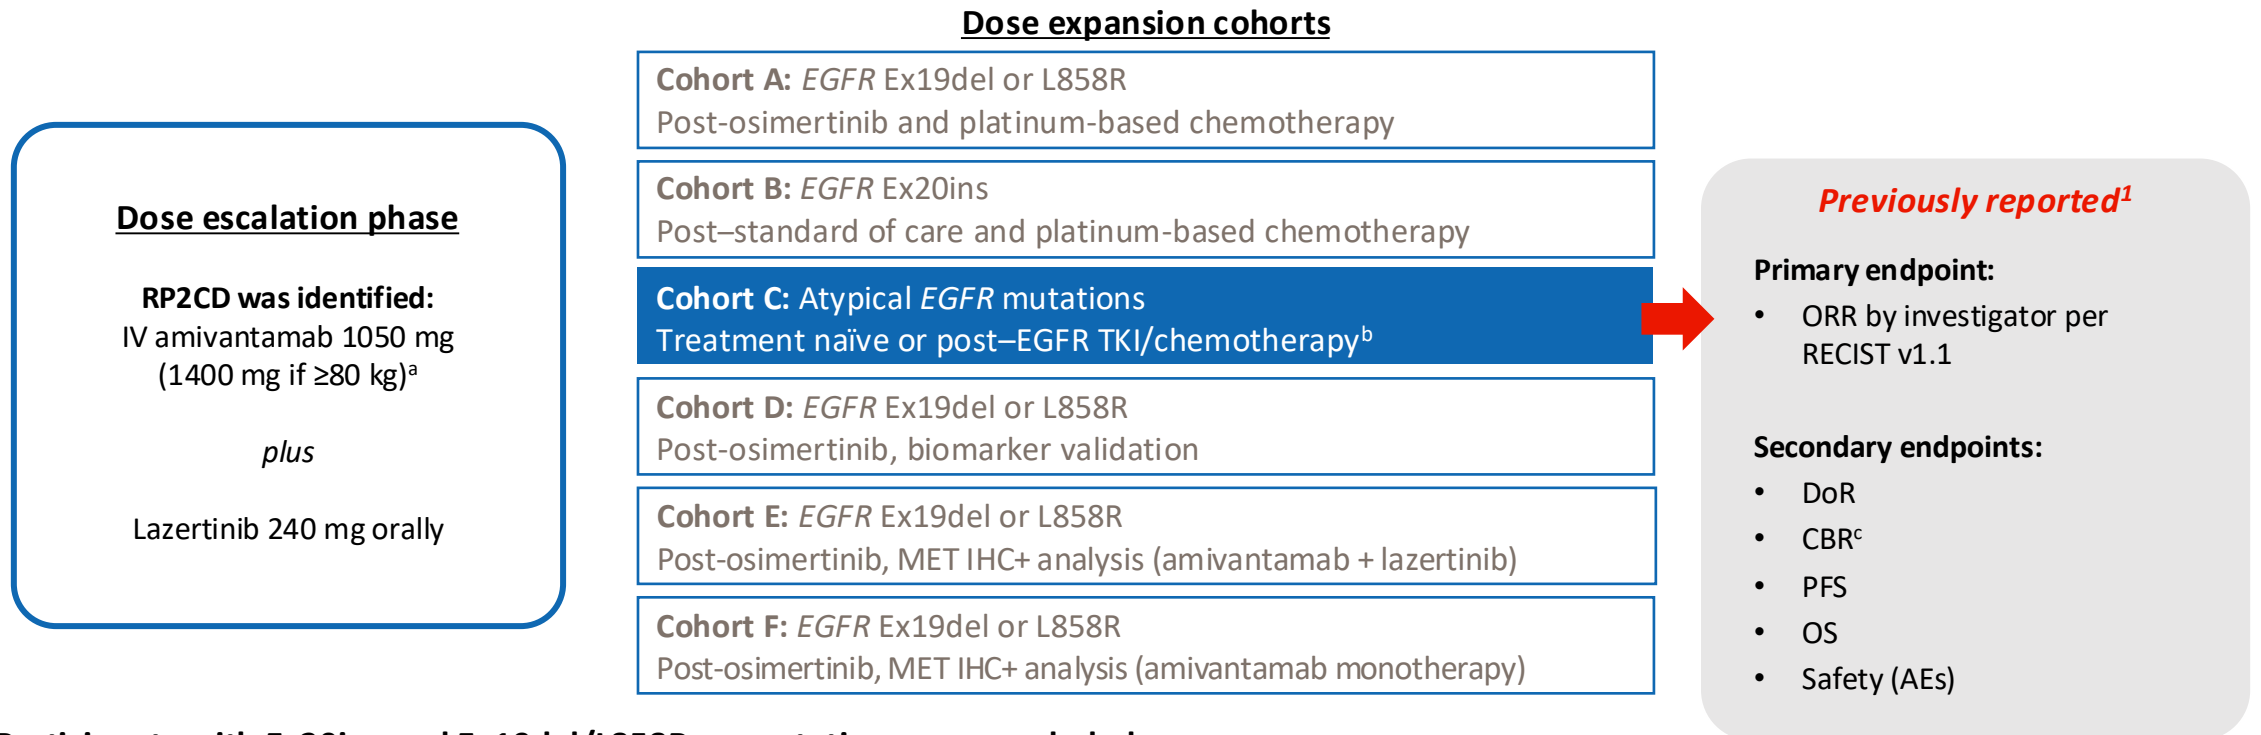 Dose expansion cohorts
Dose escalation phase
RP2CD was identified:
IV amivantamab 1050 mg
(1400 mg if ≥80 kg)ᵃ
plus
Lazertinib 240 mg orally
Cohort A: EGFR Ex19del or L858R
Post-osimertinib and platinum-based chemotherapy
Cohort B: EGFR Ex20ins
Post–standard of care and platinum-based chemotherapy
Cohort C: Atypical EGFR mutations
Treatment naïve or post–EGFR TKI/chemotherapyᵇ
Cohort D: EGFR Ex19del or L858R
Post-osimertinib, biomarker validation
Cohort E: EGFR Ex19del or L858R
Post-osimertinib, MET IHC+ analysis (amivantamab + lazertinib)
Cohort F: EGFR Ex19del or L858R
Post-osimertinib, MET IHC+ analysis (amivantamab monotherapy)
Previously reported¹
Primary endpoint:
• ORR by investigator per
RECIST v1.1
Secondary endpoints:
• DoR
• CBRᶜ
• PFS
• OS
• Safety (AEs)